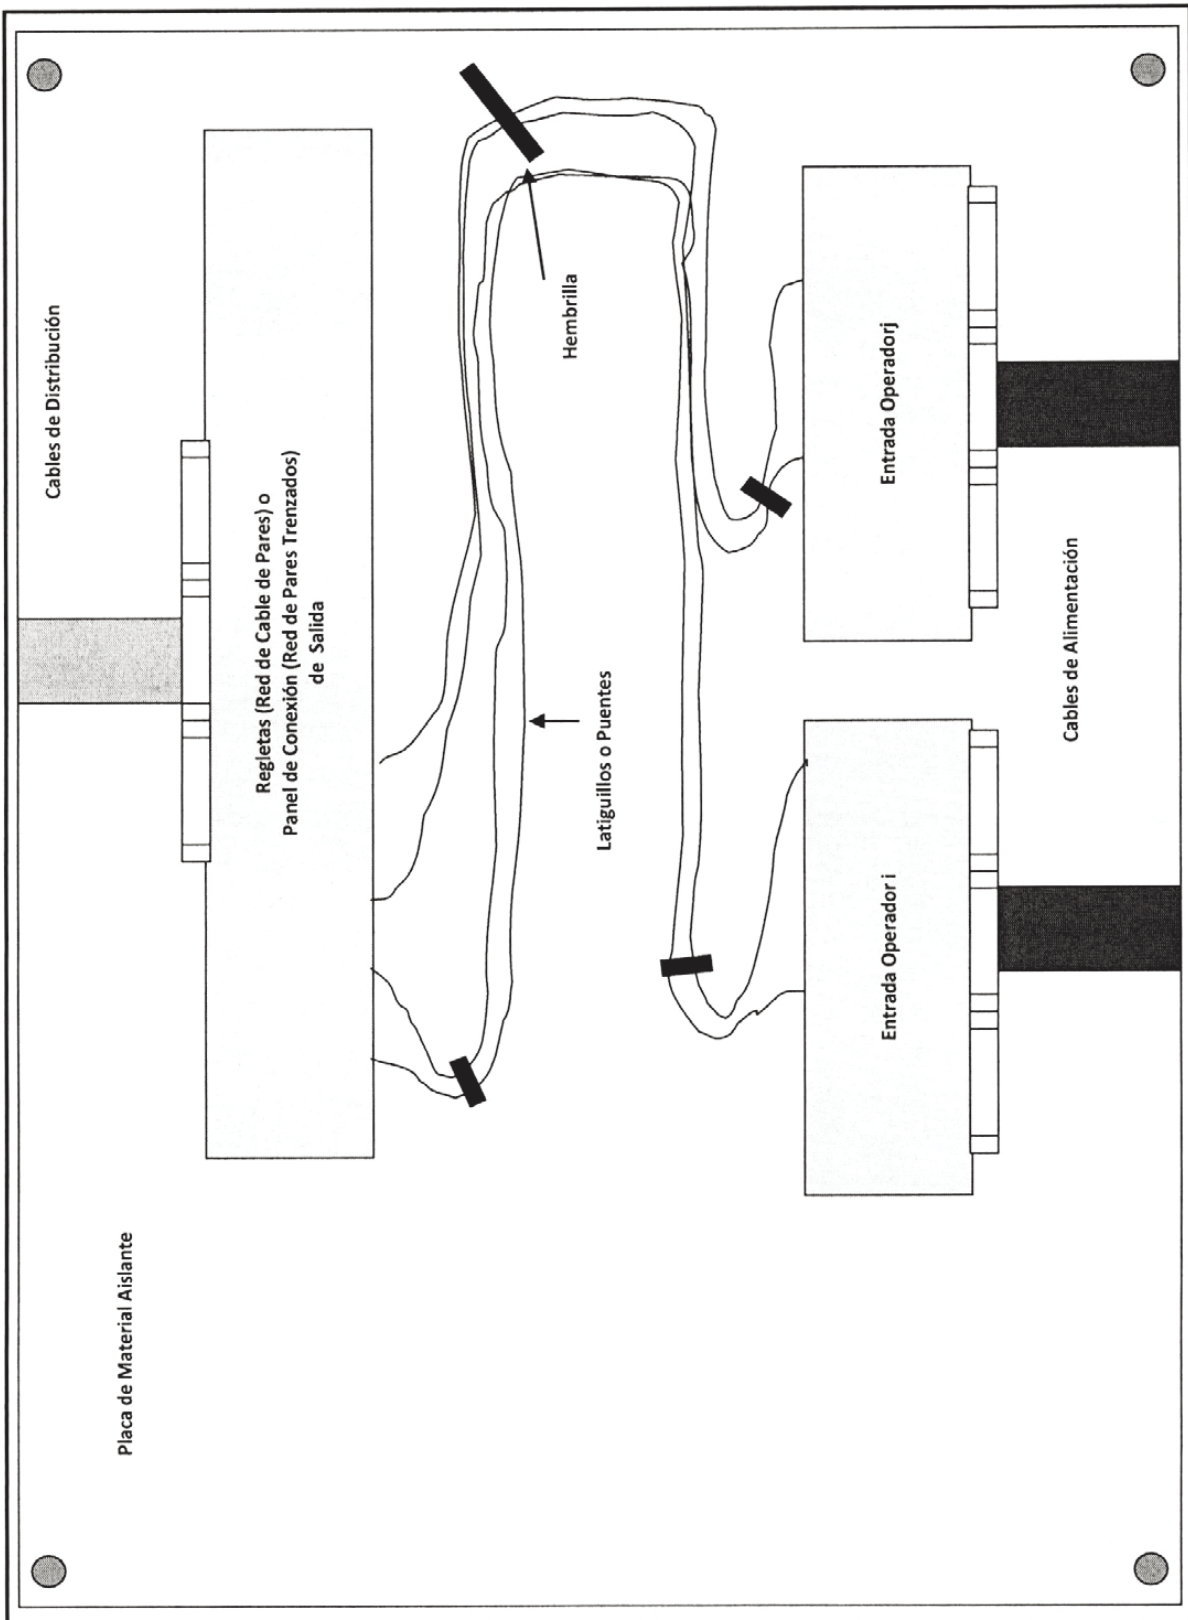 Placa de Material Aislante
Cables de Distribución
Regletas (Red de Cable de Pares) o
Panel de Conexión (Red de Pares Trenzados)
de Salida
Hembrilla
Latiguillos o Puentes
Entrada Operador i
Entrada Operadorj
Cables de Alimentación